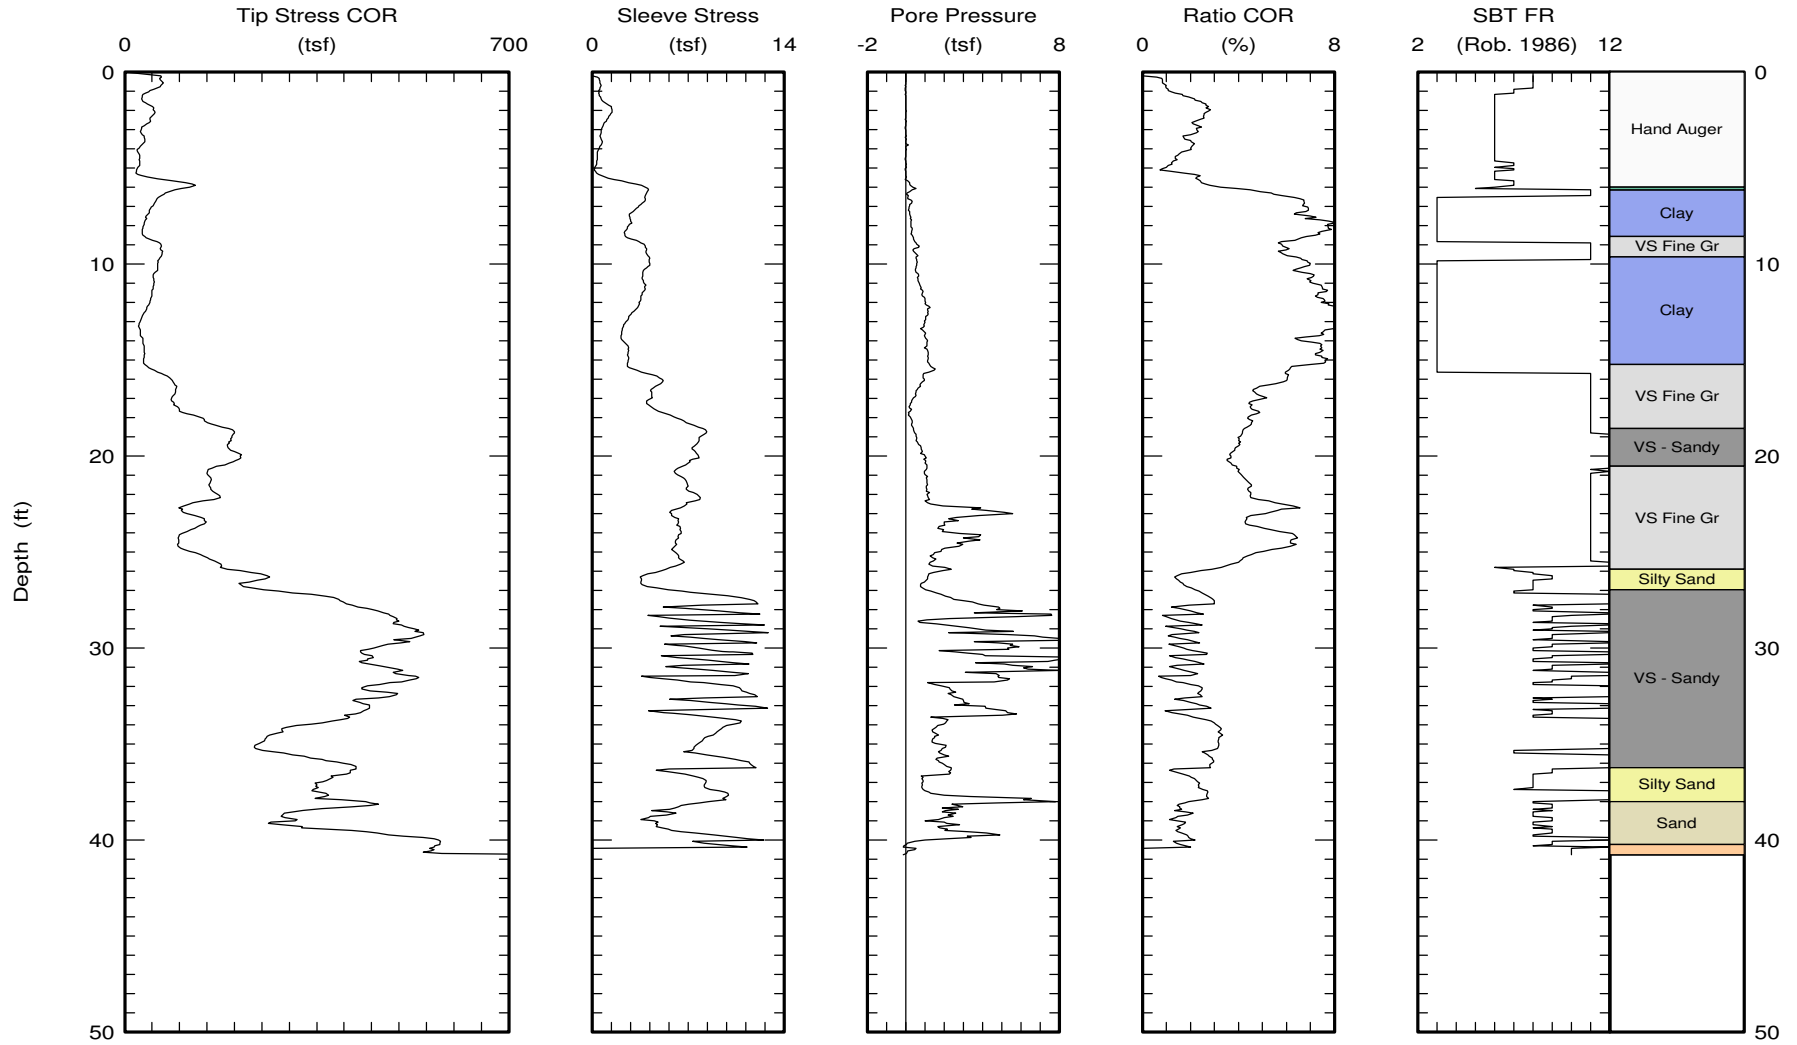 Tip Stress COR
Sleeve Stress
Pore Pressure
Ratio COR
SBT FR
0 (tsf) 700
0 (tsf) 14
-2 (tsf) 8
0 (%) 8
2 (Rob. 1986) 12
0 0
Hand Auger
Clay
VS Fine Gr
10 10
Clay
VS Fine Gr
VS - Sandy
20 20
VS Fine Gr
Depth (ft)
Silty Sand
30 30
VS - Sandy
Silty Sand
Sand
40 40
50 50